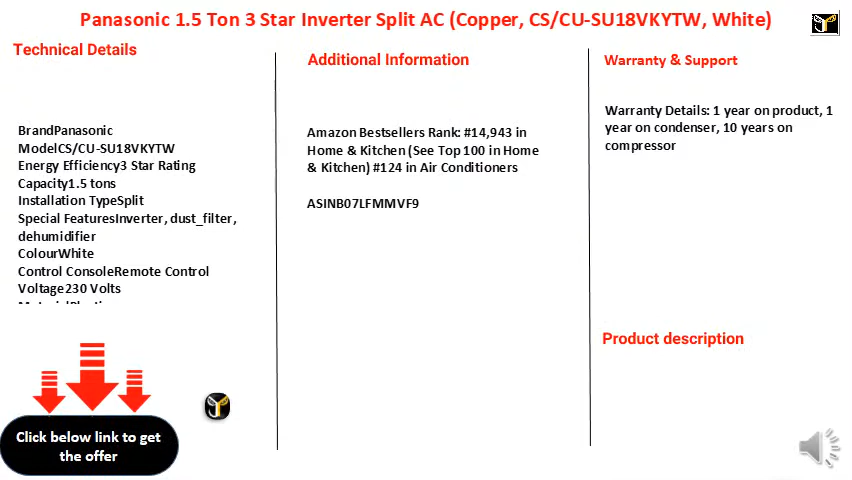 Panasonic 1.5 Ton 3 Star Inverter Split AC (Copper, CS/CU-SU18VKYTW, White)
Technical Details
BrandPanasonic
ModelCS/CU-SU18VKYTW
Energy Efficiency3 Star Rating
Capacity1.5 tons
Installation TypeSplit
Special FeaturesInverter, dust_filter,
dehumidifier
ColourWhite
Control ConsoleRemote Control
Voltage230 Volts
Click below link to get
the offer
Additional Information
Amazon Bestsellers Rank: #14,943 in
Home & Kitchen (See Top 100 in Home
& Kitchen) #124 in Air Conditioners
ASINB07LFMMVF9
Warranty & Support
Warranty Details: 1 year on product, 1
year on condenser, 10 years on
compressor
Product description